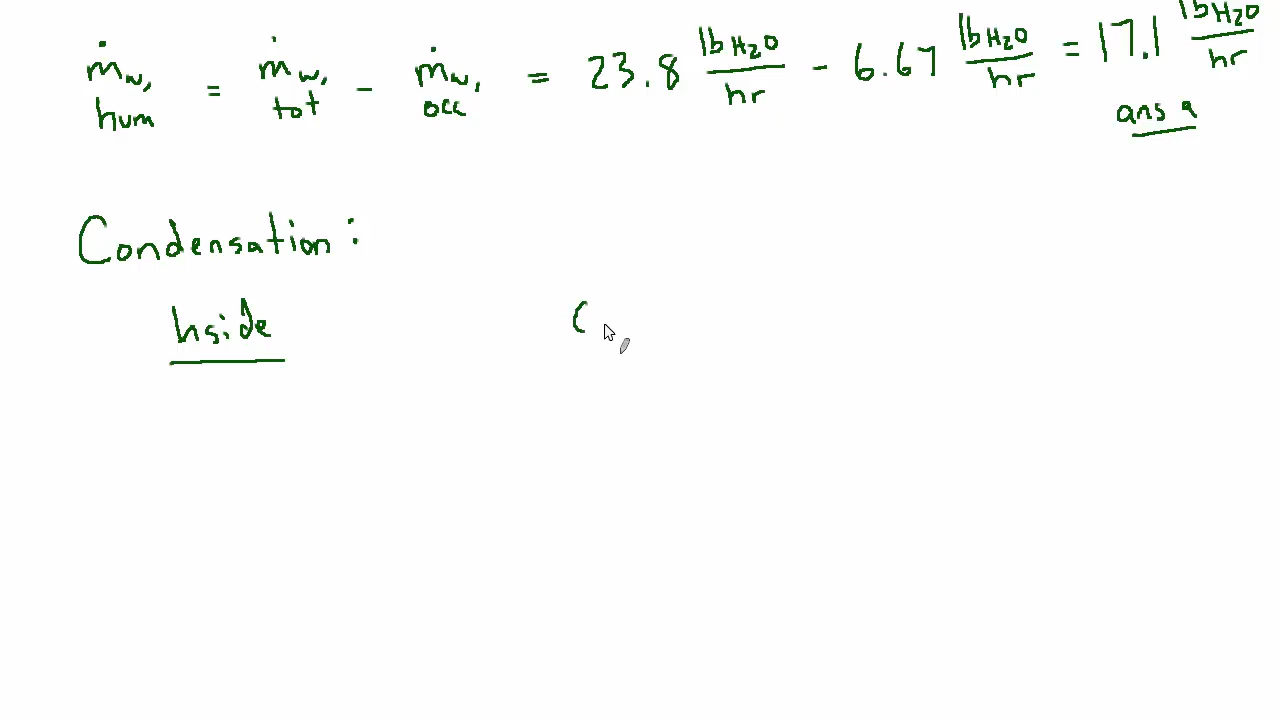 ṁw,hum = ṁw,tot - ṁw,occ = 23.8 lbH₂O/hr - 6.67 lbH₂O/hr = 17.1 lbH₂O/hr
ans a
Condensation:
Inside (